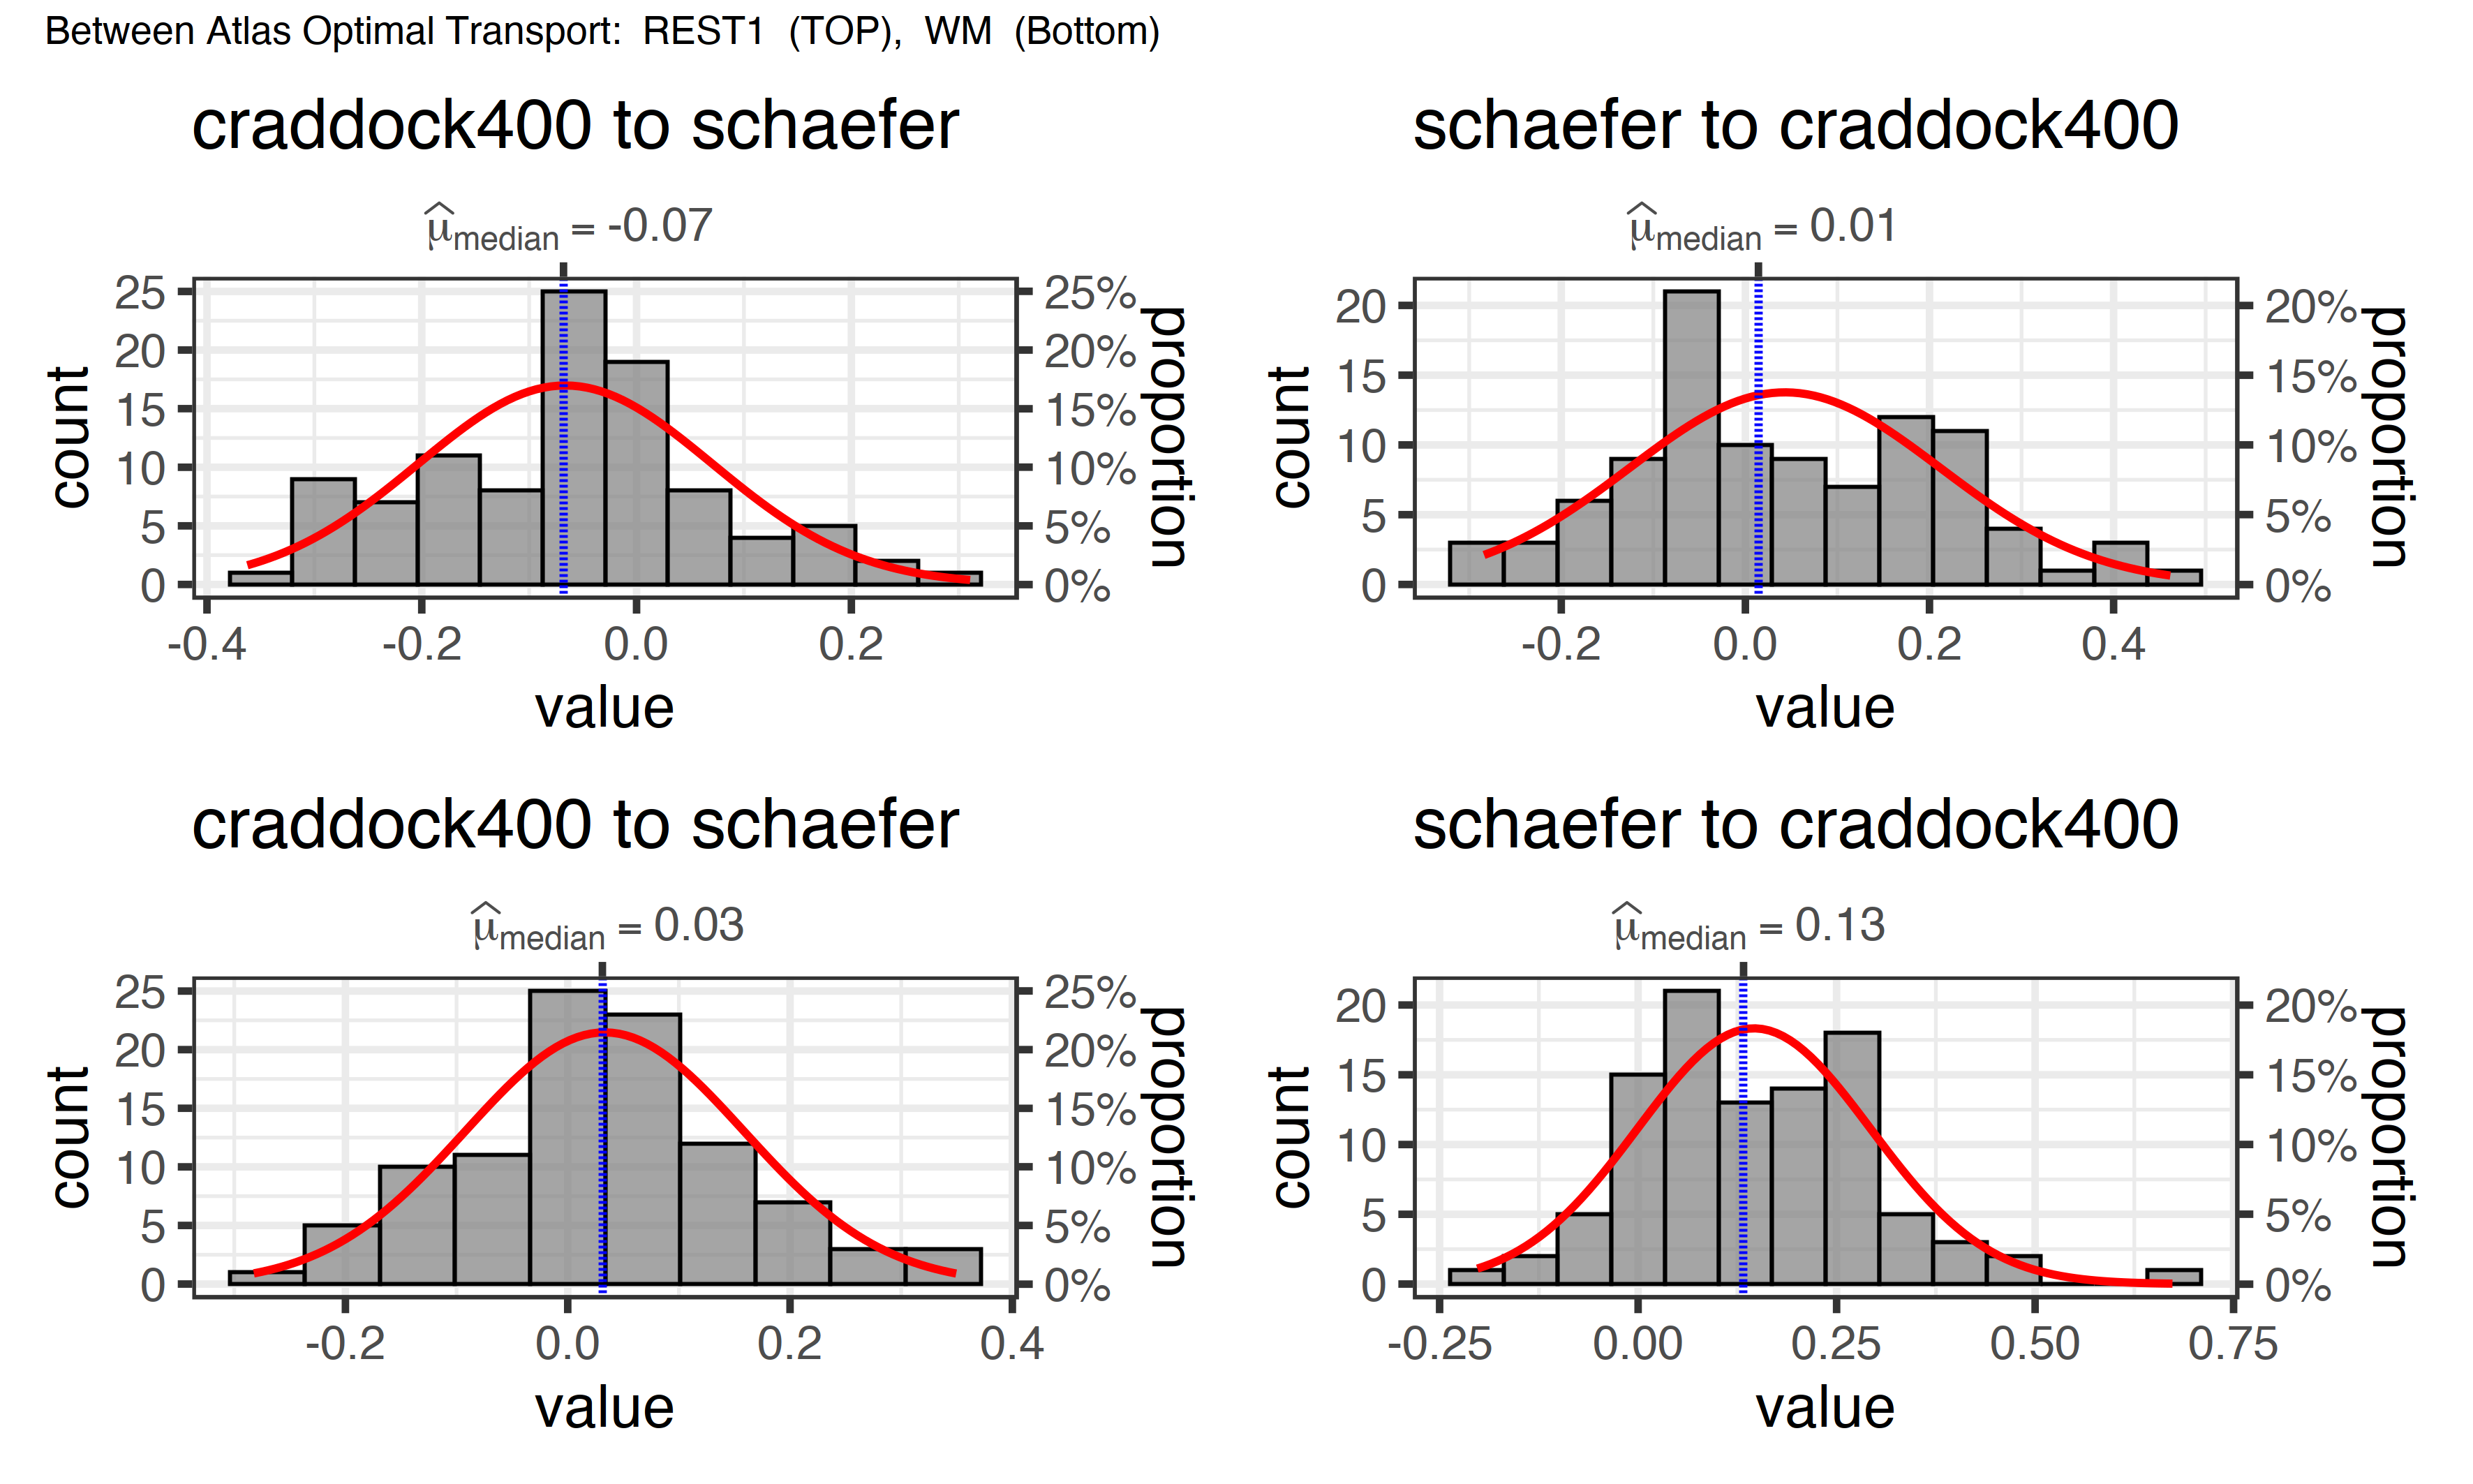 Between Atlas Optimal Transport: REST1 (TOP), WM (Bottom)
craddock400 to schaefer
μ̂median = -0.07
25
20
15
10
5
0
count
25%
20%
15%
10%
5%
0%
proportion
-0.4 -0.2 0.0 0.2
value
schaefer to craddock400
μ̂median = 0.01
20
15
10
5
0
count
20%
15%
10%
5%
0%
proportion
-0.2 0.0 0.2 0.4
value
craddock400 to schaefer
μ̂median = 0.03
25
20
15
10
5
0
count
25%
20%
15%
10%
5%
0%
proportion
-0.2 0.0 0.2 0.4
value
schaefer to craddock400
μ̂median = 0.13
20
15
10
5
0
count
20%
15%
10%
5%
0%
proportion
-0.25 0.00 0.25 0.50 0.75
value